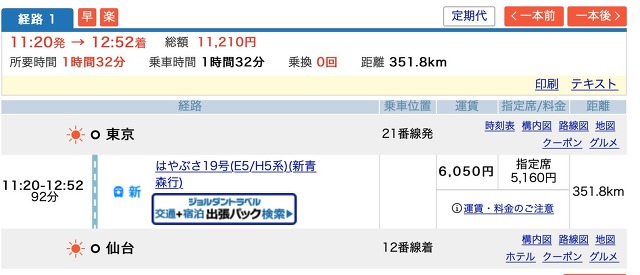 経路 1 早 楽 定期代 <一本前 一本後>
11:20発 → 12:52着 総額 11,210円
所要時間 1時間32分 乗車時間 1時間32分 乗換 0回 距離 351.8km
印刷 テキスト
経路 乗車位置 運賃 指定席/料金 距離
東京 21番線発 時刻表 構内図 路線図 地図
クーポン グルメ
11:20-12:52
92分
新
はやぶさ19号(E5/H5系)(新青
森行)
ジョルダントラベル
交通+宿泊 出張パック検索▶
6,050円
指定席
5,160円
運賃・料金のご注意
351.8km
仙台 12番線着 構内図 路線図 地図
ホテル クーポン グルメ